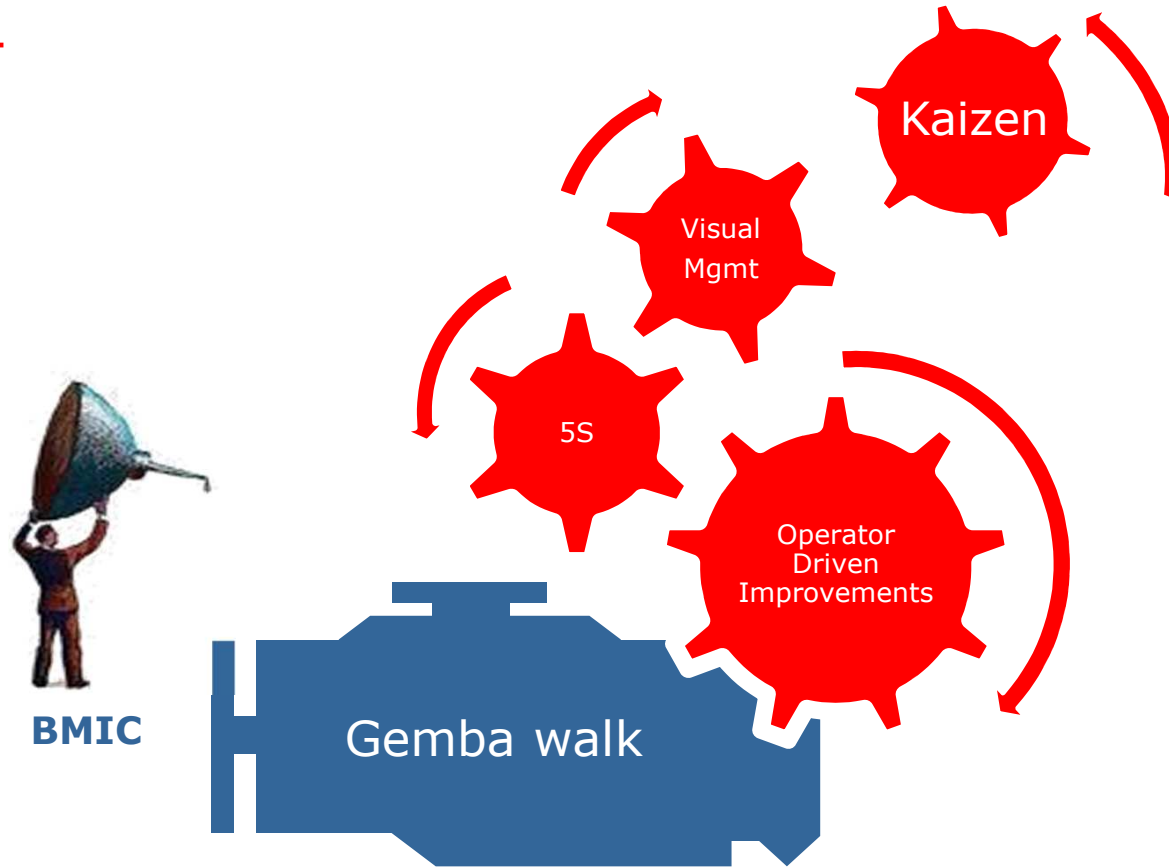 Kaizen
Visual
Mgmt
5S
Operator
Driven
Improvements
BMIC
Gemba walk